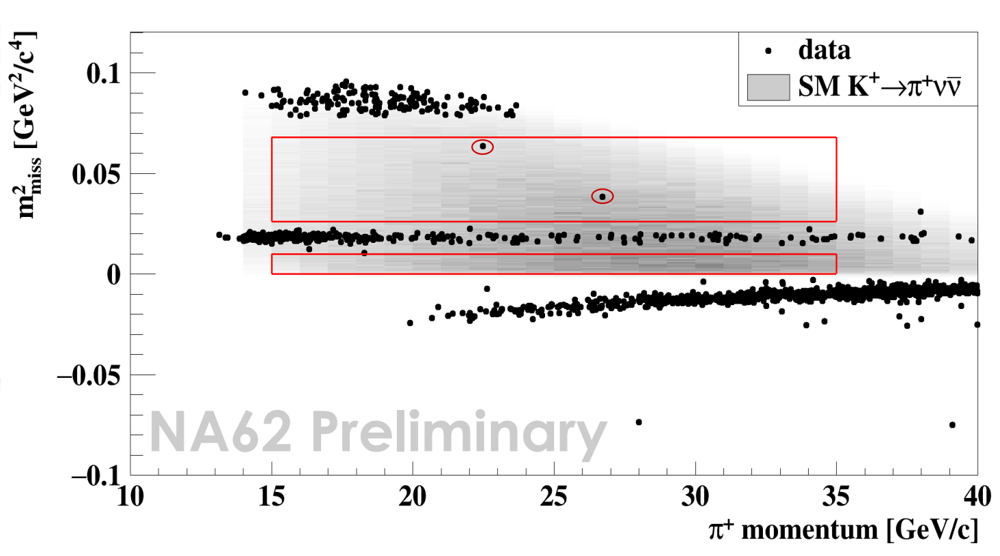 m²miss [GeV²/c⁴]
data
SM K⁺→π⁺νν̅
0.1
0.05
0
−0.05
−0.1
NA62 Preliminary
10 15 20 25 30 35 40
π⁺ momentum [GeV/c]